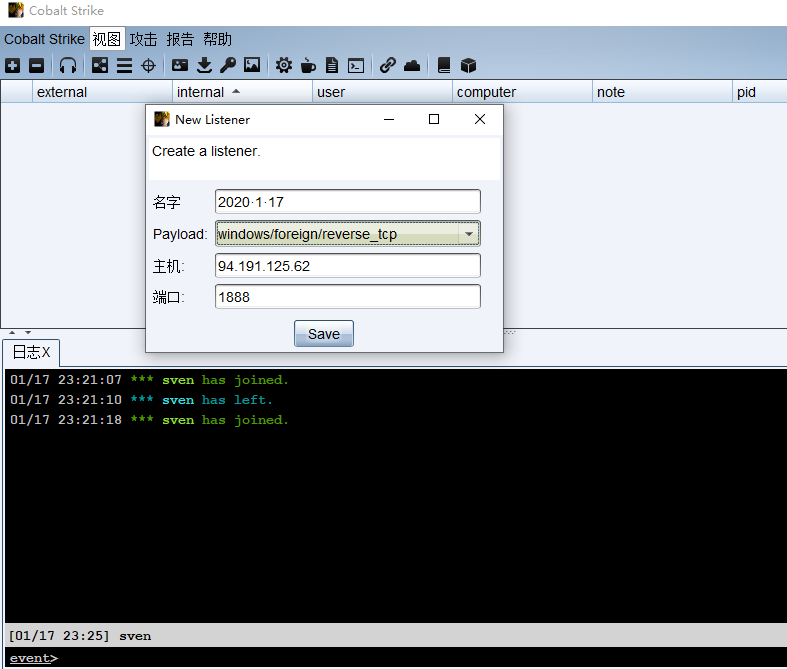 Cobalt Strike
Cobalt Strike 视图 攻击 报告 帮助
external internal user computer note pid
New Listener
Create a listener.
名字 2020·1·17
Payload: windows/foreign/reverse_tcp
主机: 94.191.125.62
端口: 1888
Save
日志X
01/17 23:21:07 *** sven has joined.
01/17 23:21:10 *** sven has left.
01/17 23:21:18 *** sven has joined.
[01/17 23:25] sven
event>